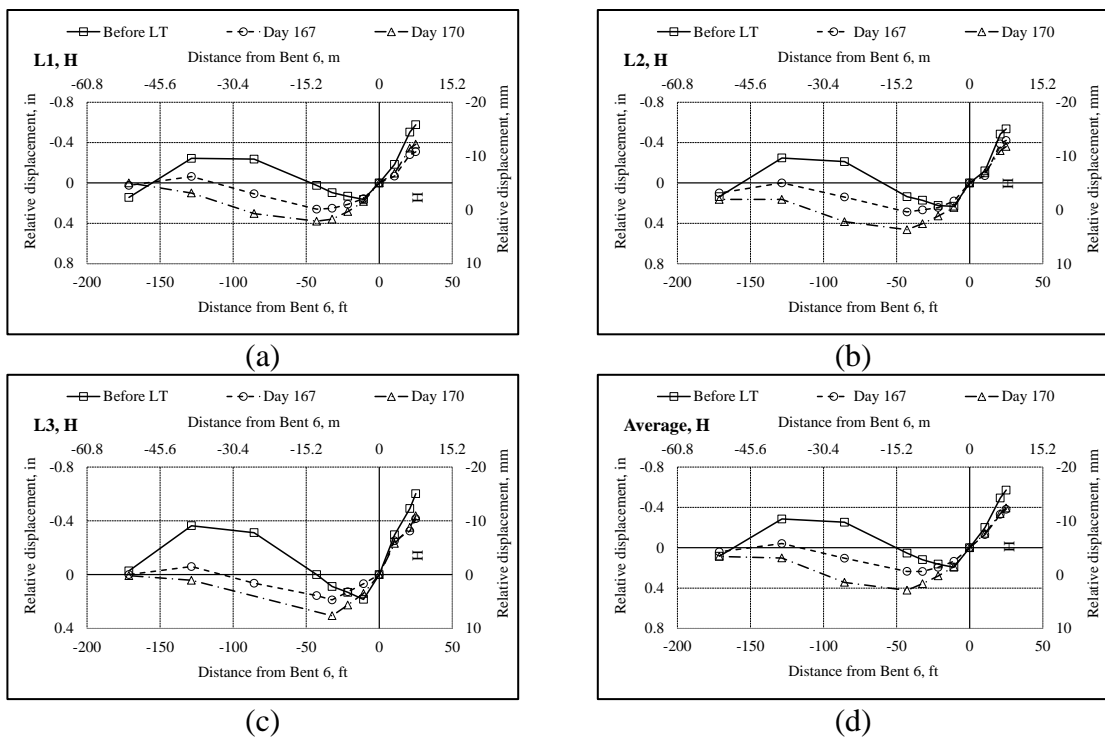 Before LT Day 167 Day 170
L1, H Distance from Bent 6, m
-60.8 -45.6 -30.4 -15.2 0 15.2
Relative displacement, in
-0.8
-0.4
0
0.4
0.8
Relative displacement, mm
-20
-10
0
10
-200 -150 -100 -50 0 50
Distance from Bent 6, ft
(a)
Before LT Day 167 Day 170
L2, H Distance from Bent 6, m
-60.8 -45.6 -30.4 -15.2 0 15.2
Relative displacement, in
-0.8
-0.4
0
0.4
0.8
Relative displacement, mm
-20
-10
0
10
-200 -150 -100 -50 0 50
Distance from Bent 6, ft
(b)
Before LT Day 167 Day 170
L3, H Distance from Bent 6, m
-60.8 -45.6 -30.4 -15.2 0 15.2
Relative displacement, in
-0.8
-0.4
0
0.4
Relative displacement, mm
-20
-10
0
10
-200 -150 -100 -50 0 50
Distance from Bent 6, ft
(c)
Before LT Day 167 Day 170
Average, H Distance from Bent 6, m
-60.8 -45.6 -30.4 -15.2 0 15.2
Relative displacement, in
-0.8
-0.4
0
0.4
0.8
Relative displacement, mm
-20
-10
0
10
-200 -150 -100 -50 0 50
Distance from Bent 6, ft
(d)